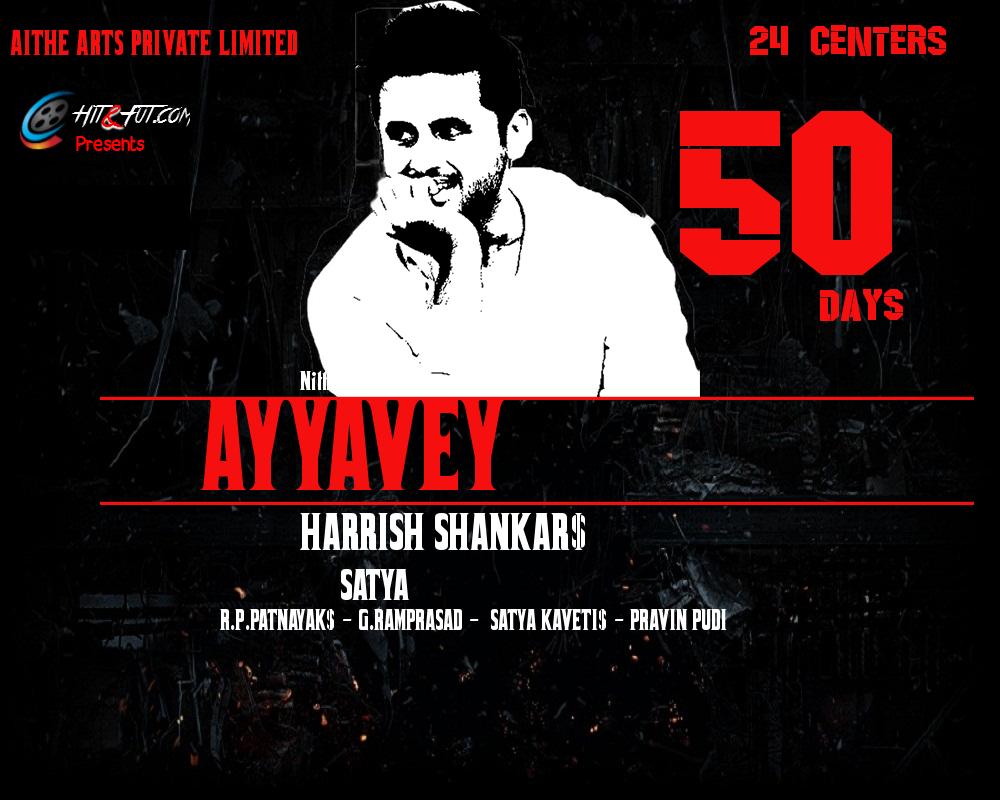 AITHE ARTS PRIVATE LIMITED
24 CENTERS
HIT&FUT.COM
Presents
50
DAYS
AYYAVEY
HARRISH SHANKAR$
SATYA
R.P.PATNAYAK$ - G.RAMPRASAD - SATYA KAVETI$ - PRAVIN PUDI